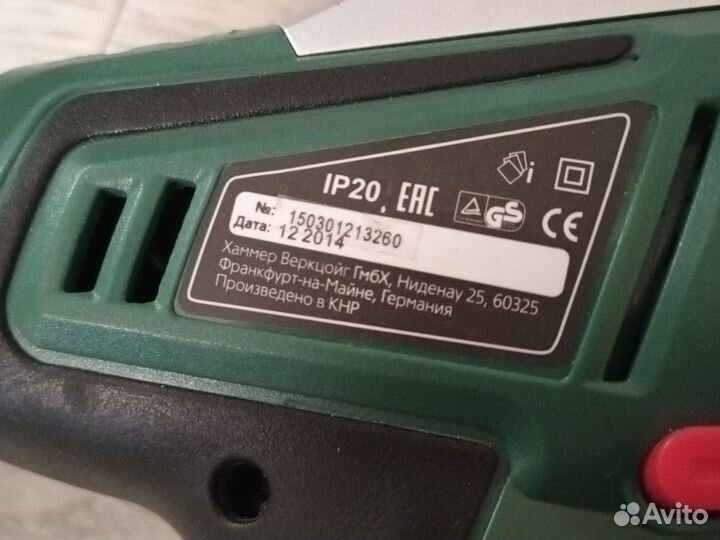 IP20, EAC
GS CE
№: 150301213260
Дата: 12 2014
Хаммер Веркцойг ГмбХ, Ниденау 25, 60325
Франкфурт-на-Майне, Германия
Произведено в КНР
Avito